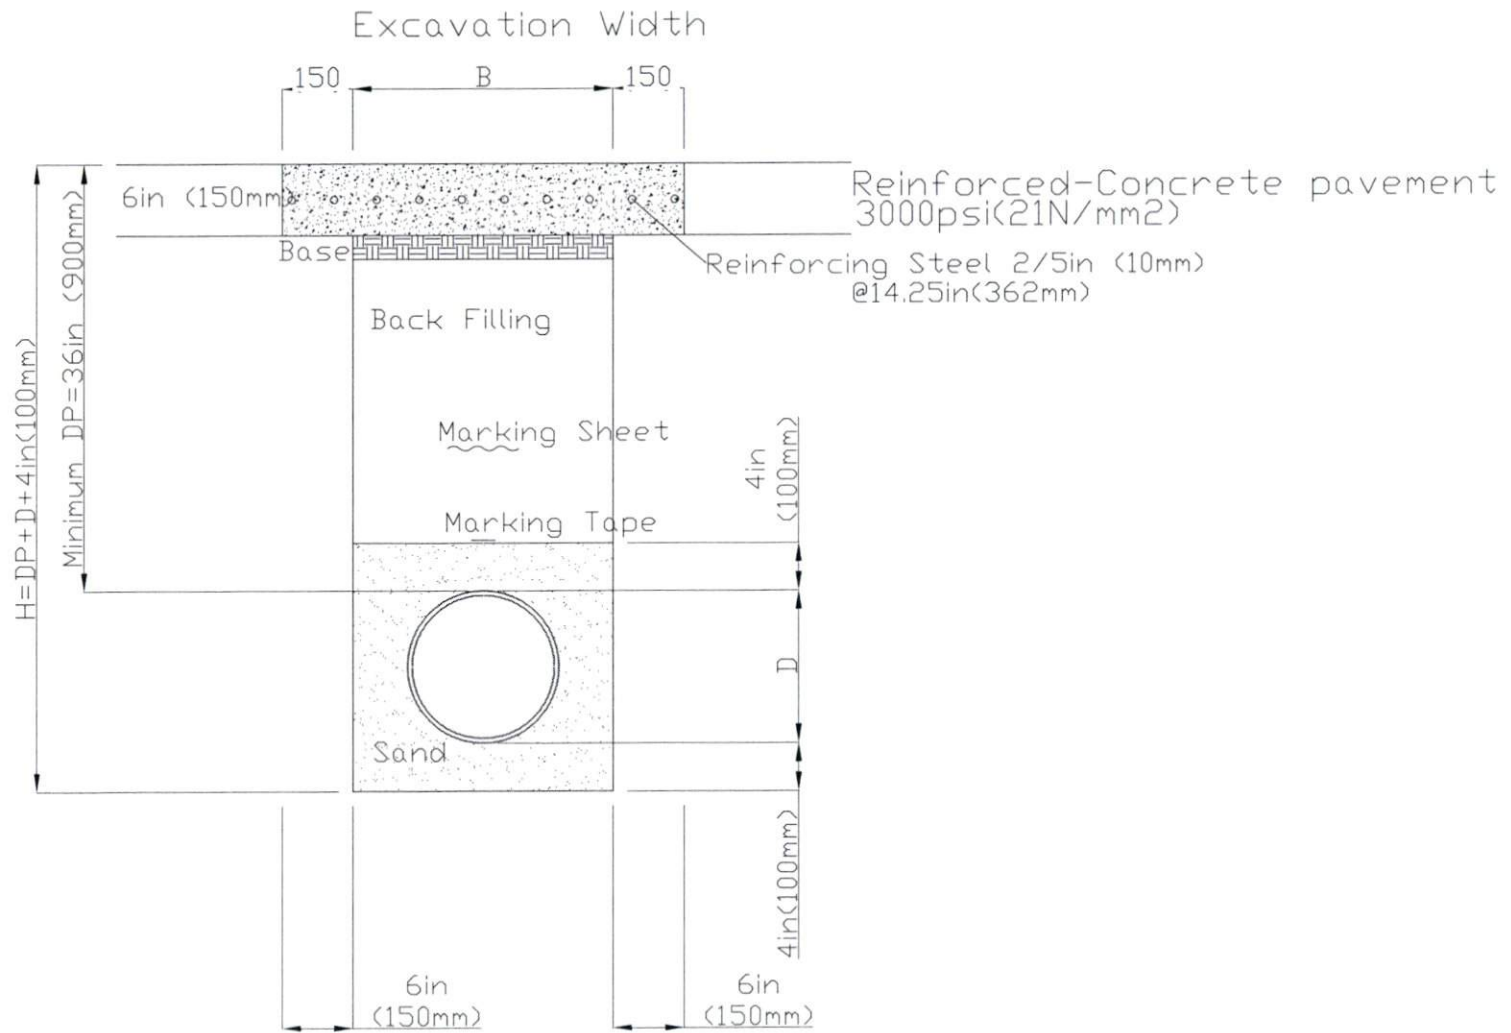 Excavation Width
150
B
150
6in (150mm)
Reinforced-Concrete pavement
3000psi(21N/mm2)
Base
Reinforcing Steel 2/5in (10mm)
@14.25in(362mm)
Back Filling
Marking Sheet
Marking Tape
Sand
H=DP+D+4in(100mm)
Minimum DP=36in (900mm)
4in
(100mm)
D
4in(100mm)
6in
(150mm)
6in
(150mm)